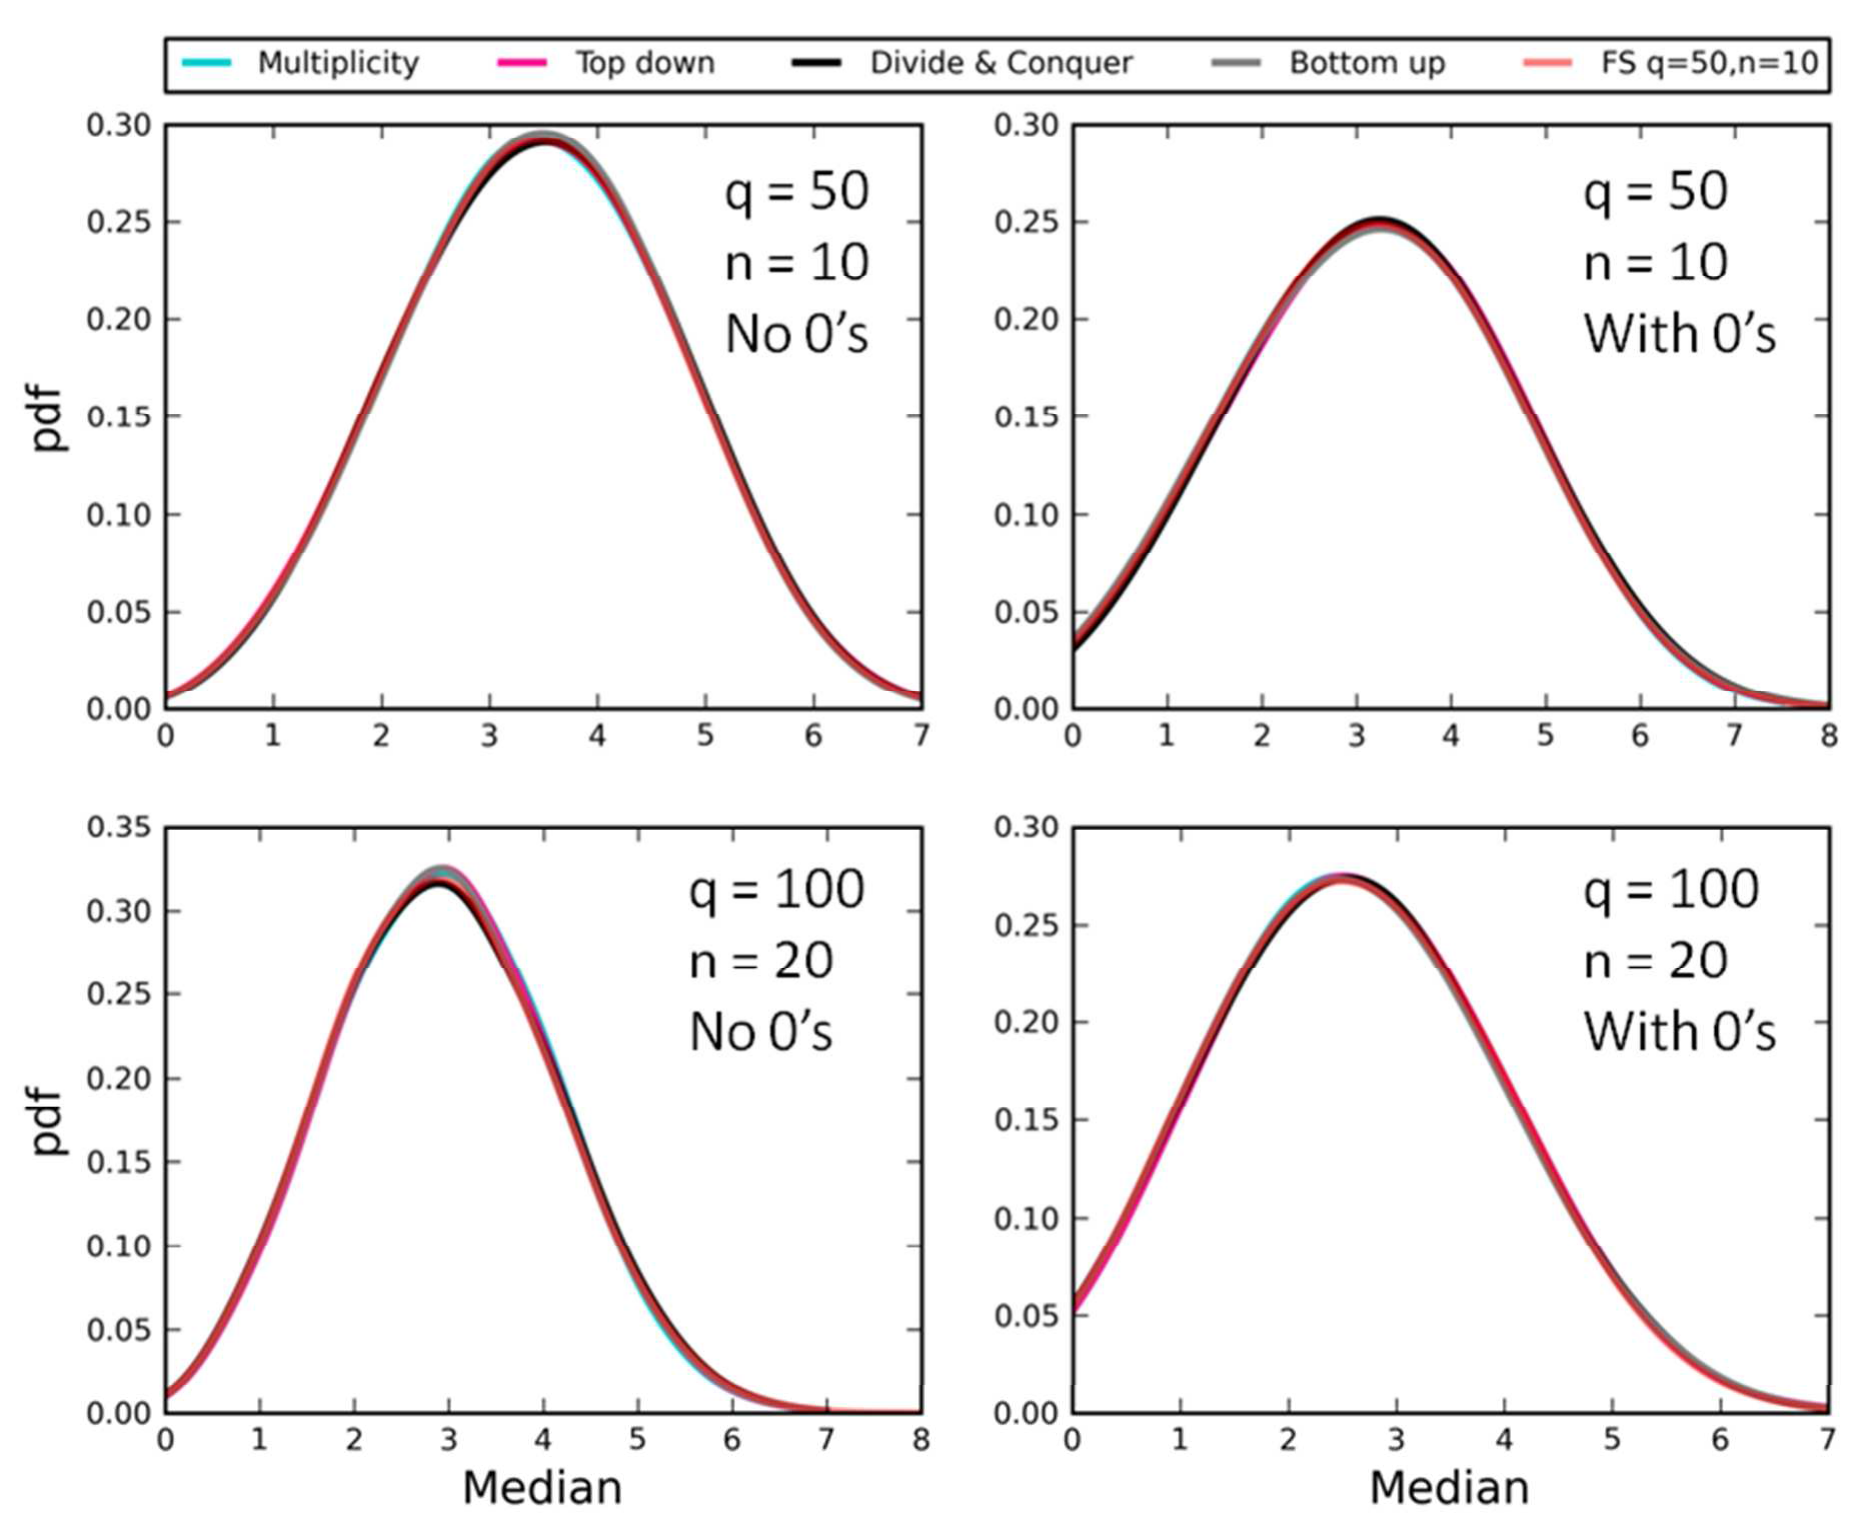 Multiplicity Top down Divide & Conquer Bottom up FS q=50,n=10
0.30
0.25
0.20
0.15
0.10
0.05
0.00
pdf
0 1 2 3 4 5 6 7
q = 50
n = 10
No 0’s
0.30
0.25
0.20
0.15
0.10
0.05
0.00
0 1 2 3 4 5 6 7 8
q = 50
n = 10
With 0’s
0.35
0.30
0.25
0.20
0.15
0.10
0.05
0.00
pdf
0 1 2 3 4 5 6 7 8
Median
q = 100
n = 20
No 0’s
0.30
0.25
0.20
0.15
0.10
0.05
0.00
0 1 2 3 4 5 6 7
Median
q = 100
n = 20
With 0’s